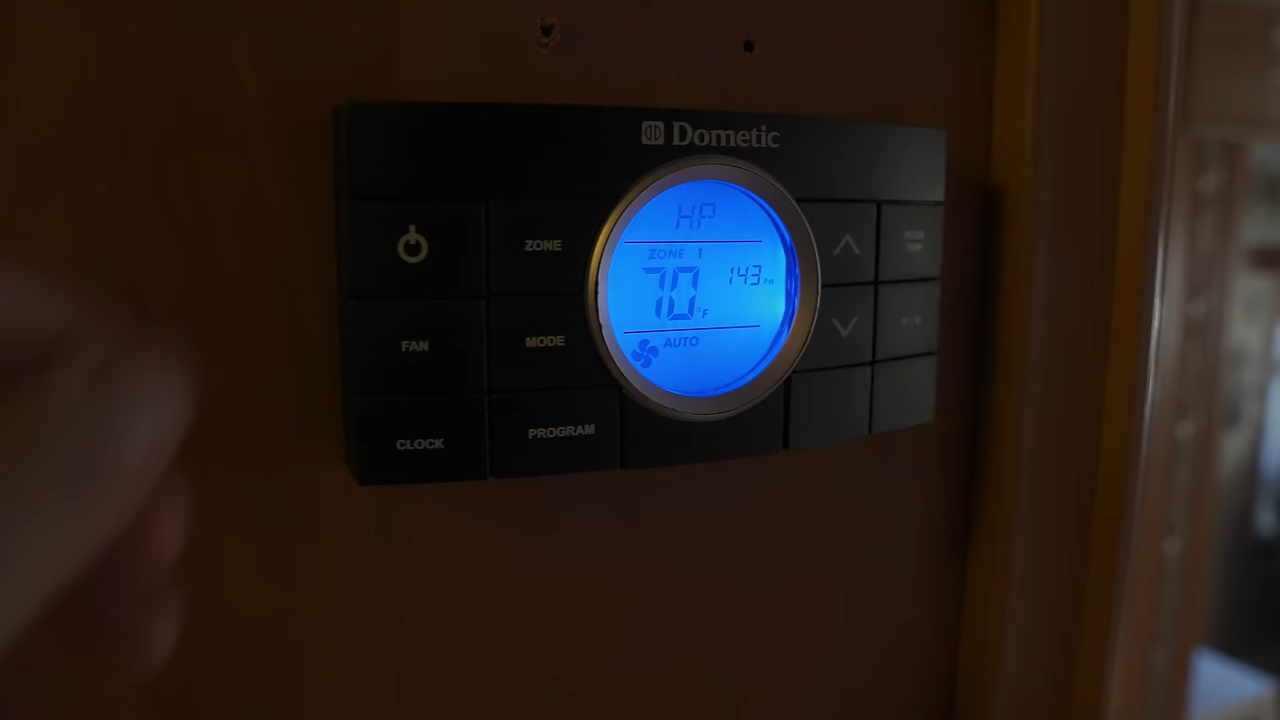 Dometic
HP
ZONE 1
70 °F
1 43 PM
AUTO
ZONE
FAN
MODE
CLOCK
PROGRAM